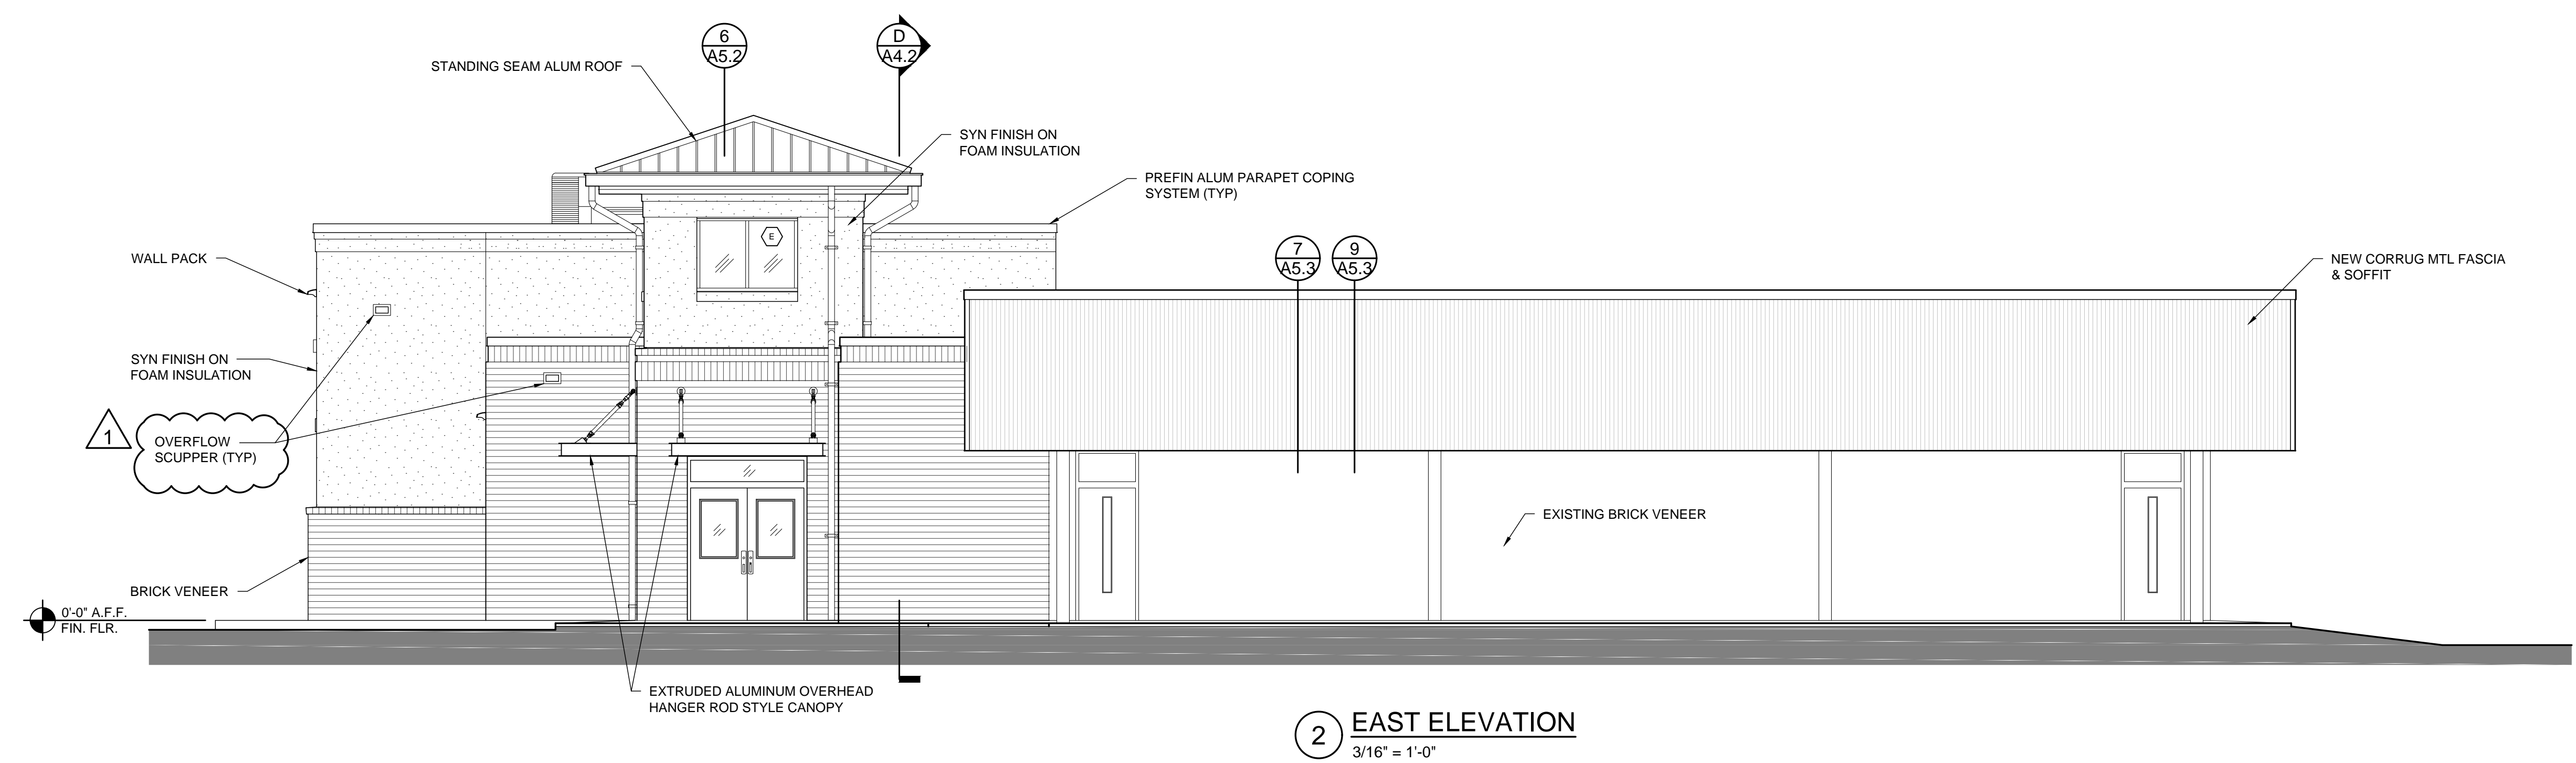 6
A5.2
D
A4.2
STANDING SEAM ALUM ROOF
SYN FINISH ON
FOAM INSULATION
PREFIN ALUM PARAPET COPING
SYSTEM (TYP)
E
WALL PACK
7
A5.3
9
A5.3
NEW CORRUG MTL FASCIA
& SOFFIT
SYN FINISH ON
FOAM INSULATION
1
OVERFLOW
SCUPPER (TYP)
EXISTING BRICK VENEER
BRICK VENEER
0'-0" A.F.F.
FIN. FLR.
EXTRUDED ALUMINUM OVERHEAD
HANGER ROD STYLE CANOPY
2
EAST ELEVATION
3/16" = 1'-0"